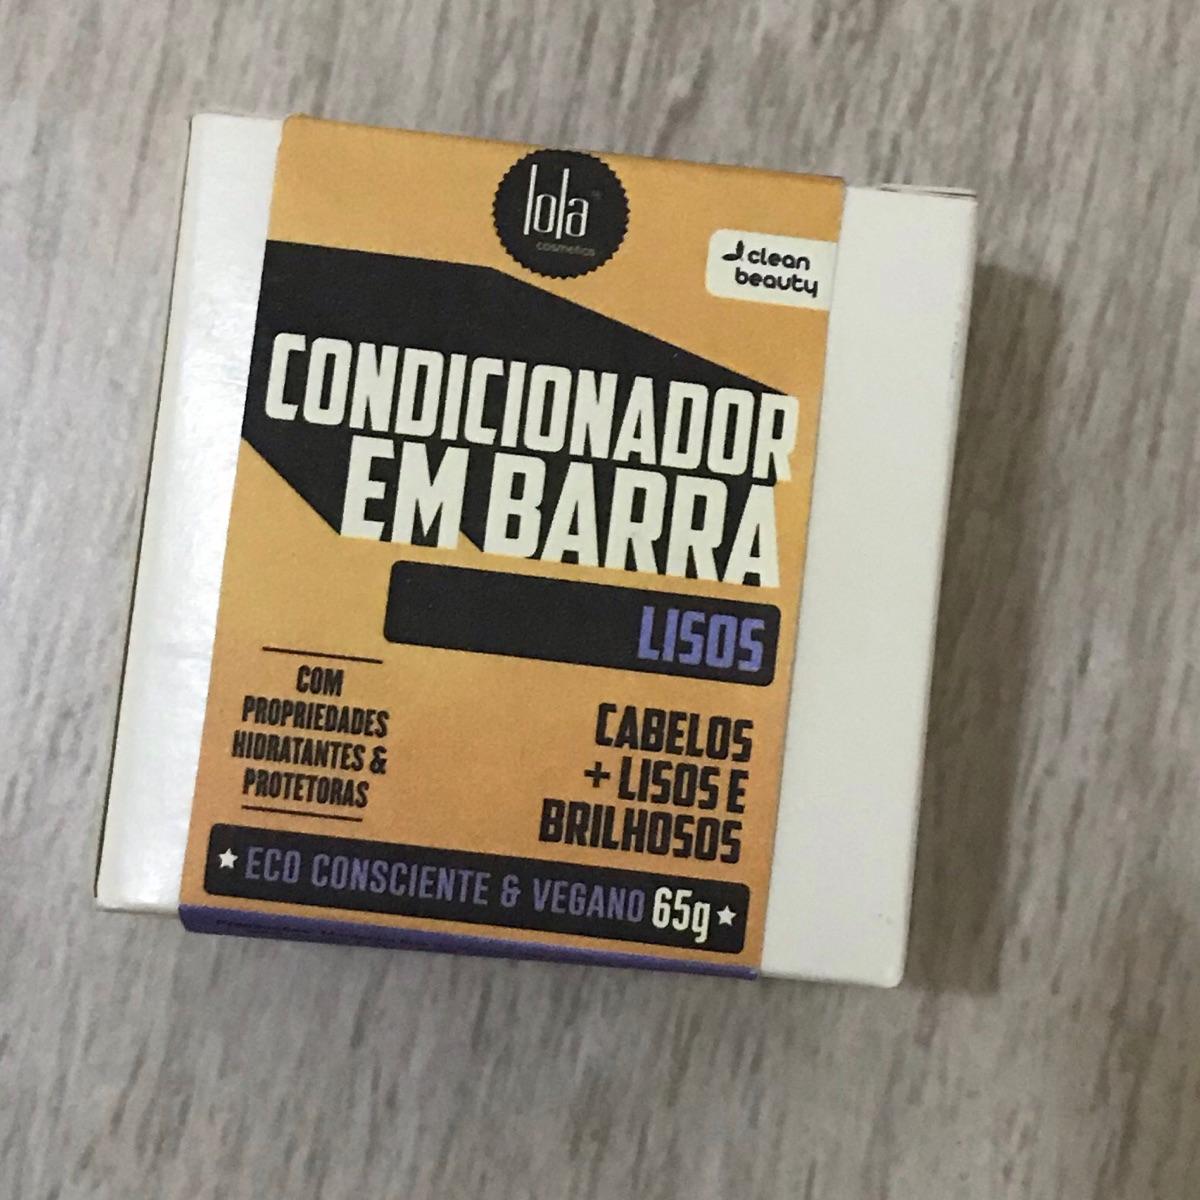 lola
cosmetics
clean
beauty
CONDICIONADOR
EM BARRA
LISOS
COM
PROPRIEDADES
HIDRATANTES &
PROTETORAS
CABELOS
+ LISOS E
BRILHOSOS
ECO CONSCIENTE & VEGANO 65g